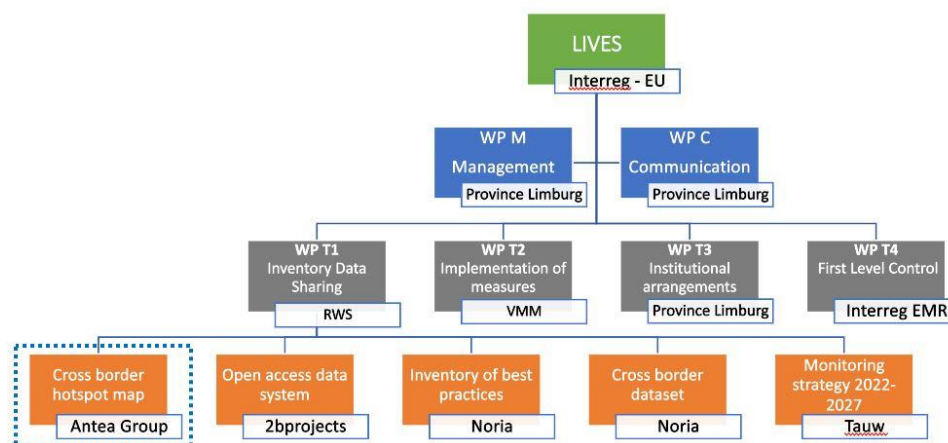 LIVES
Interreg - EU
WP M
Management
Province Limburg
WP C
Communication
Province Limburg
WP T1
Inventory Data
Sharing
RWS
WP T2
Implementation of
measures
VMM
WP T3
Institutional
arrangements
Province Limburg
WP T4
First Level Control
Interreg EMR
Cross border
hotspot map
Antea Group
Open access data
system
2bprojects
Inventory of best
practices
Noria
Cross border
dataset
Noria
Monitoring
strategy 2022-
2027
Tauw